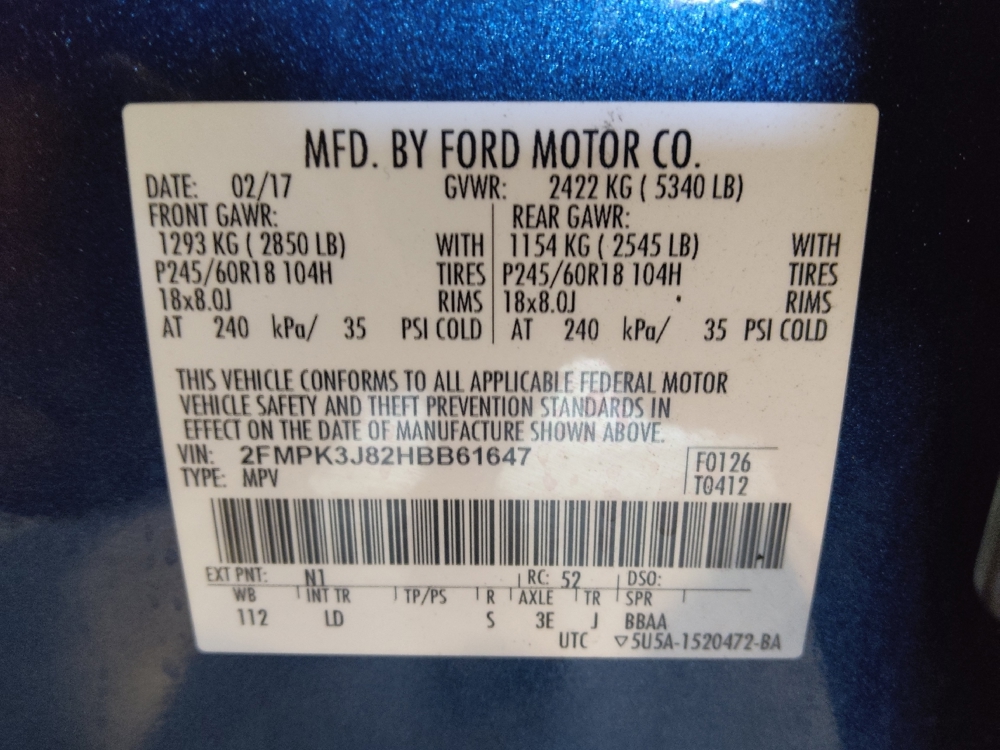 MFD. BY FORD MOTOR CO.
DATE: 02/17 GVWR: 2422 KG ( 5340 LB)
FRONT GAWR: REAR GAWR:
1293 KG ( 2850 LB) WITH 1154 KG ( 2545 LB) WITH
P245/60R18 104H TIRES P245/60R18 104H TIRES
18x8.0J RIMS 18x8.0J RIMS
AT 240 kPa/ 35 PSI COLD AT 240 kPa/ 35 PSI COLD
THIS VEHICLE CONFORMS TO ALL APPLICABLE FEDERAL MOTOR
VEHICLE SAFETY AND THEFT PREVENTION STANDARDS IN
EFFECT ON THE DATE OF MANUFACTURE SHOWN ABOVE.
VIN: 2FMPK3J82HBB61647 F0126
TYPE: MPV T0412
EXT PNT: N1 RC: 52 DSO:
WB INT TR TP/PS R AXLE TR SPR
112 LD S 3E J BBAA
UTC ▽5U5A-1520472-BA